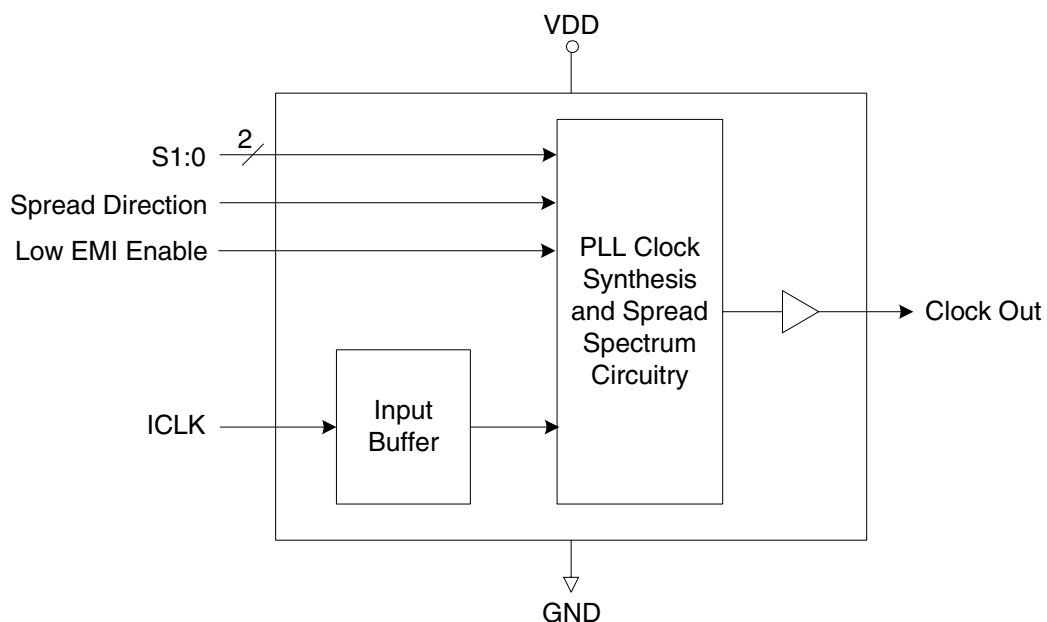 VDD
2
S1:0
Spread Direction
Low EMI Enable
PLL Clock
Synthesis
and Spread
Spectrum
Circuitry
Clock Out
ICLK
Input
Buffer
GND